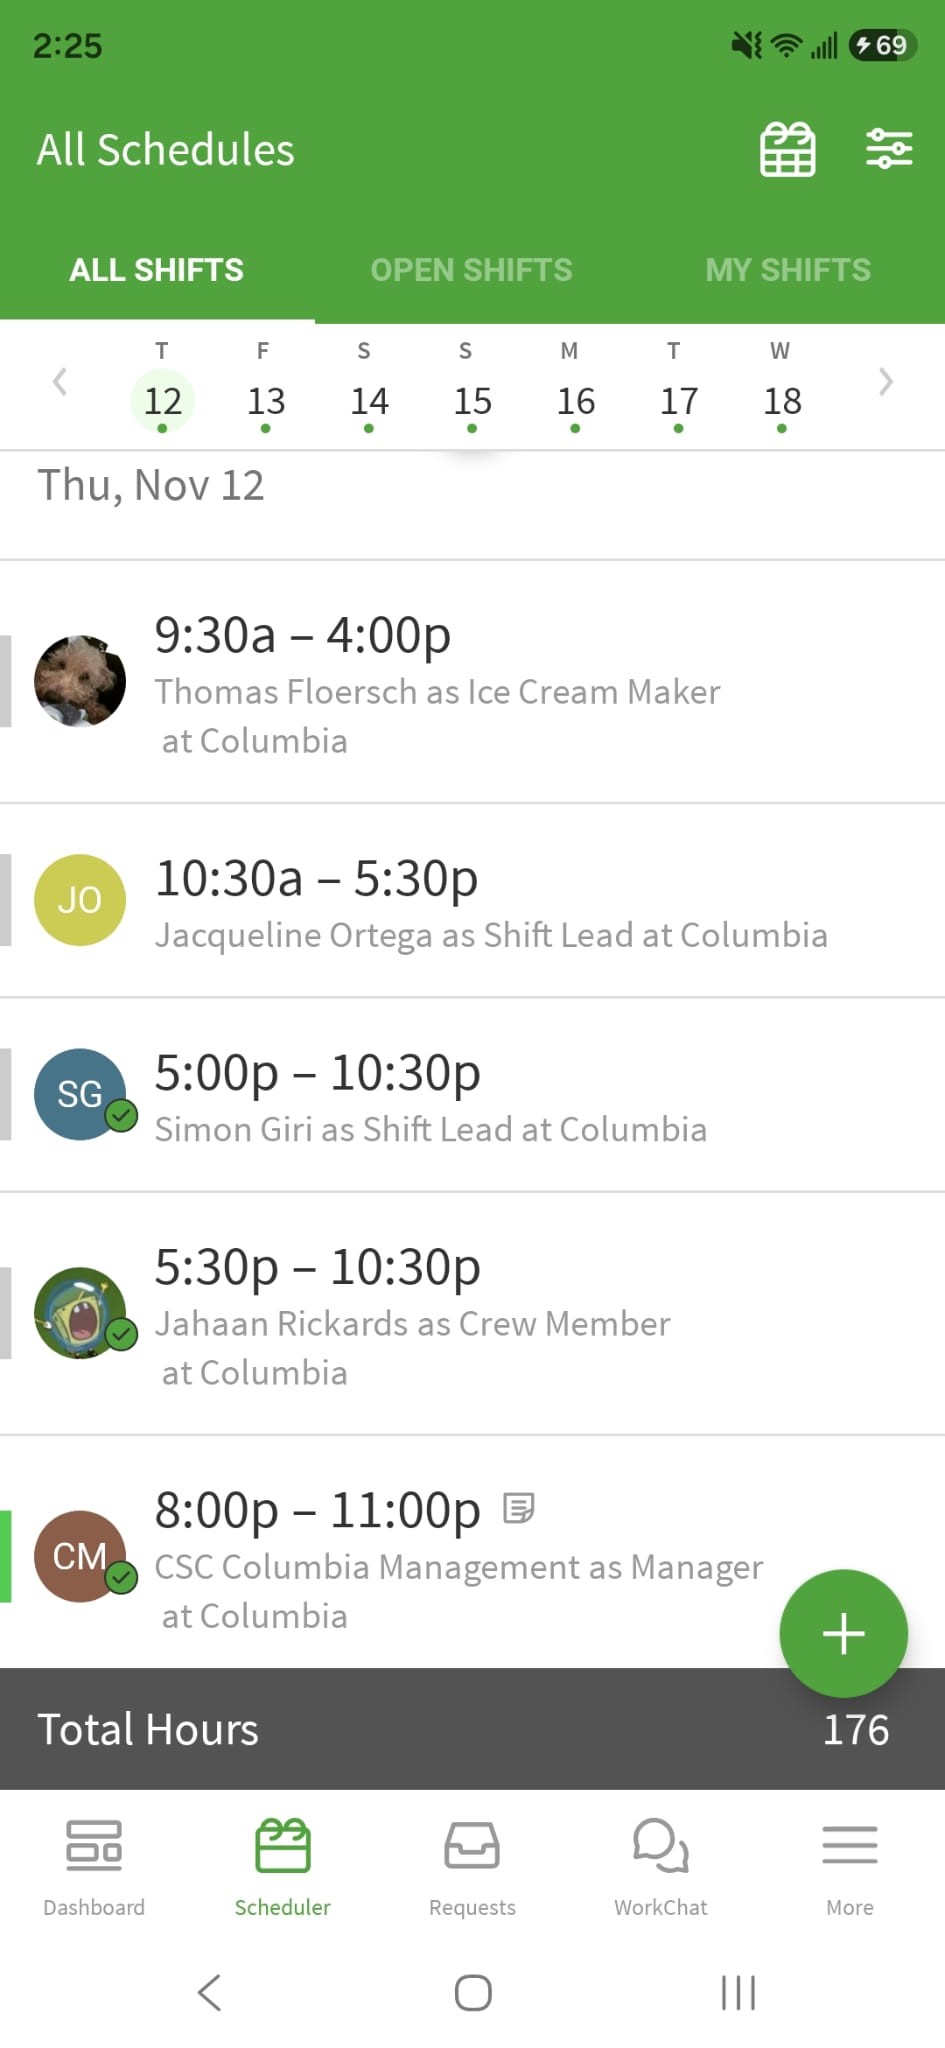 2:25
69
All Schedules
ALL SHIFTS OPEN SHIFTS MY SHIFTS
T F S S M T W
12 13 14 15 16 17 18
Thu, Nov 12
9:30a – 4:00p
Thomas Floersch as Ice Cream Maker
at Columbia
JO
10:30a – 5:30p
Jacqueline Ortega as Shift Lead at Columbia
SG
5:00p – 10:30p
Simon Giri as Shift Lead at Columbia
5:30p – 10:30p
Jahaan Rickards as Crew Member
at Columbia
CM
8:00p – 11:00p
CSC Columbia Management as Manager
at Columbia
Total Hours 176
Dashboard Scheduler Requests WorkChat More